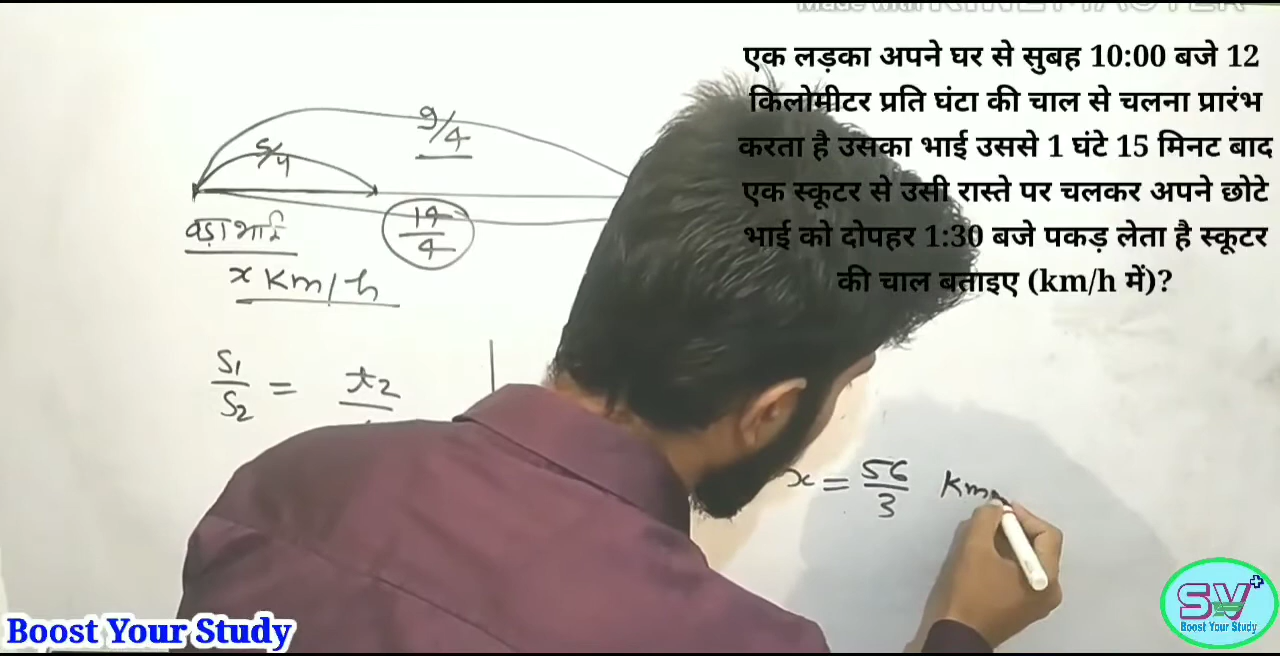 एक लड़का अपने घर से सुबह 10:00 बजे 12
किलोमीटर प्रति घंटा की चाल से चलना प्रारंभ
करता है उसका भाई उससे 1 घंटे 15 मिनट बाद
एक स्कूटर से उसी रास्ते पर चलकर अपने छोटे
भाई को दोपहर 1:30 बजे पकड़ लेता है स्कूटर
की चाल बताइए (km/h में)?
9/4
5/4
14/4
बड़ा भाई
x Km/h
S1/S2 = t2
x = 56/3 Km
SV+
Boost Your Study
Boost Your Study